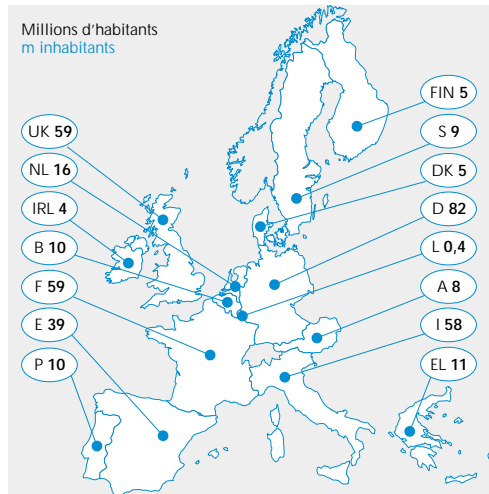 Millions d'habitants
m inhabitants
FIN 5
UK 59
S 9
NL 16
DK 5
IRL 4
D 82
B 10
L 0,4
F 59
A 8
E 39
I 58
P 10
EL 11